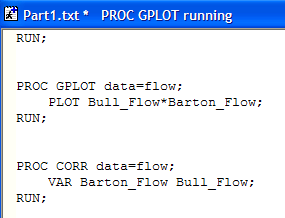 Part1.txt * PROC GPLOT running
RUN;
PROC GPLOT data=flow;
PLOT Bull_Flow*Barton_Flow;
RUN;
PROC CORR data=flow;
VAR Barton_Flow Bull_Flow;
RUN;